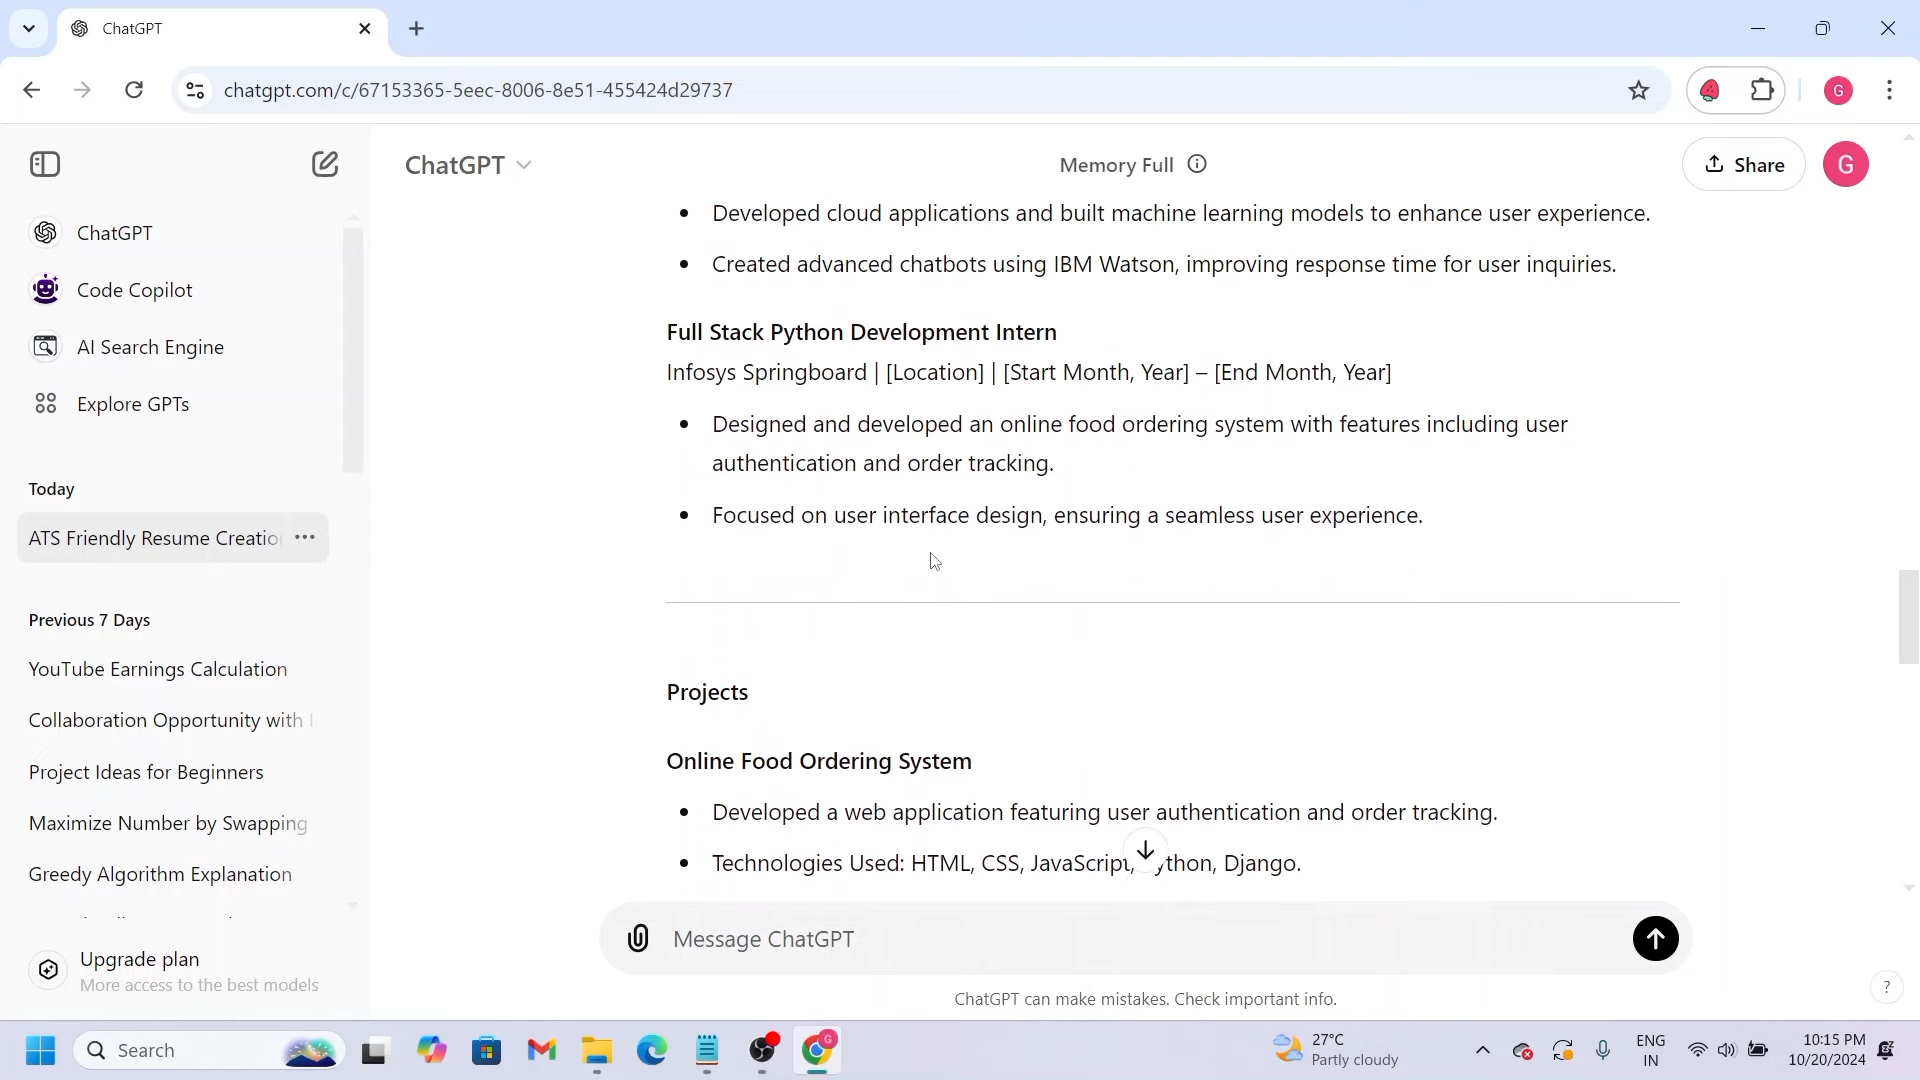 ChatGPT
chatgpt.com/c/67153365-5eec-8006-8e51-455424d29737
G
ChatGPT
Memory Full
Share
G
ChatGPT
Code Copilot
AI Search Engine
Explore GPTs
Today
ATS Friendly Resume Creatio
Previous 7 Days
YouTube Earnings Calculation
Collaboration Opportunity with
Project Ideas for Beginners
Maximize Number by Swapping
Greedy Algorithm Explanation
Upgrade plan
More access to the best models
• Developed cloud applications and built machine learning models to enhance user experience.
• Created advanced chatbots using IBM Watson, improving response time for user inquiries.
Full Stack Python Development Intern
Infosys Springboard | [Location] | [Start Month, Year] – [End Month, Year]
• Designed and developed an online food ordering system with features including user
authentication and order tracking.
• Focused on user interface design, ensuring a seamless user experience.
Projects
Online Food Ordering System
• Developed a web application featuring user authentication and order tracking.
• Technologies Used: HTML, CSS, JavaScript, Python, Django.
Message ChatGPT
ChatGPT can make mistakes. Check important info.
?
Search
G
27°C
Partly cloudy
ENG
IN
10:15 PM
10/20/2024